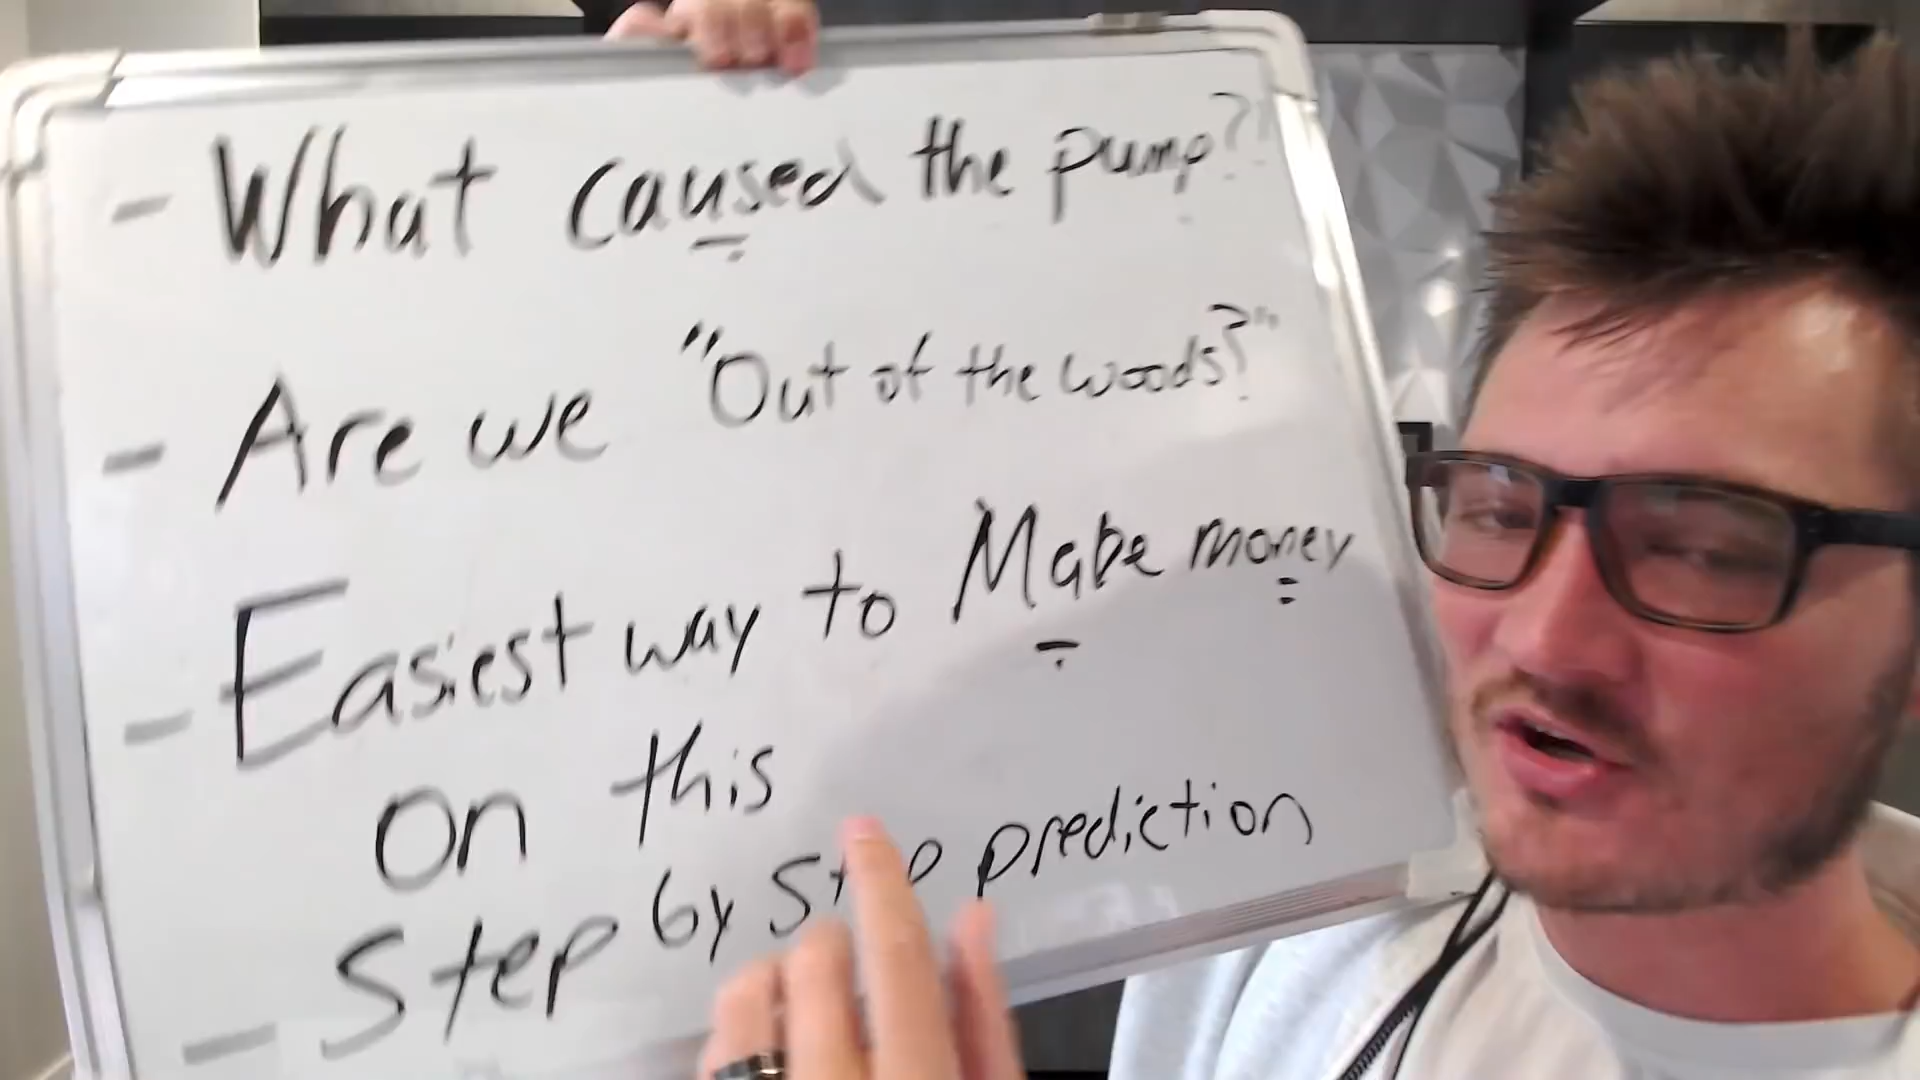 - What caused the pump?!
- Are we "Out of the woods?"
- Easiest way to Make money
on this
- Step by Step prediction